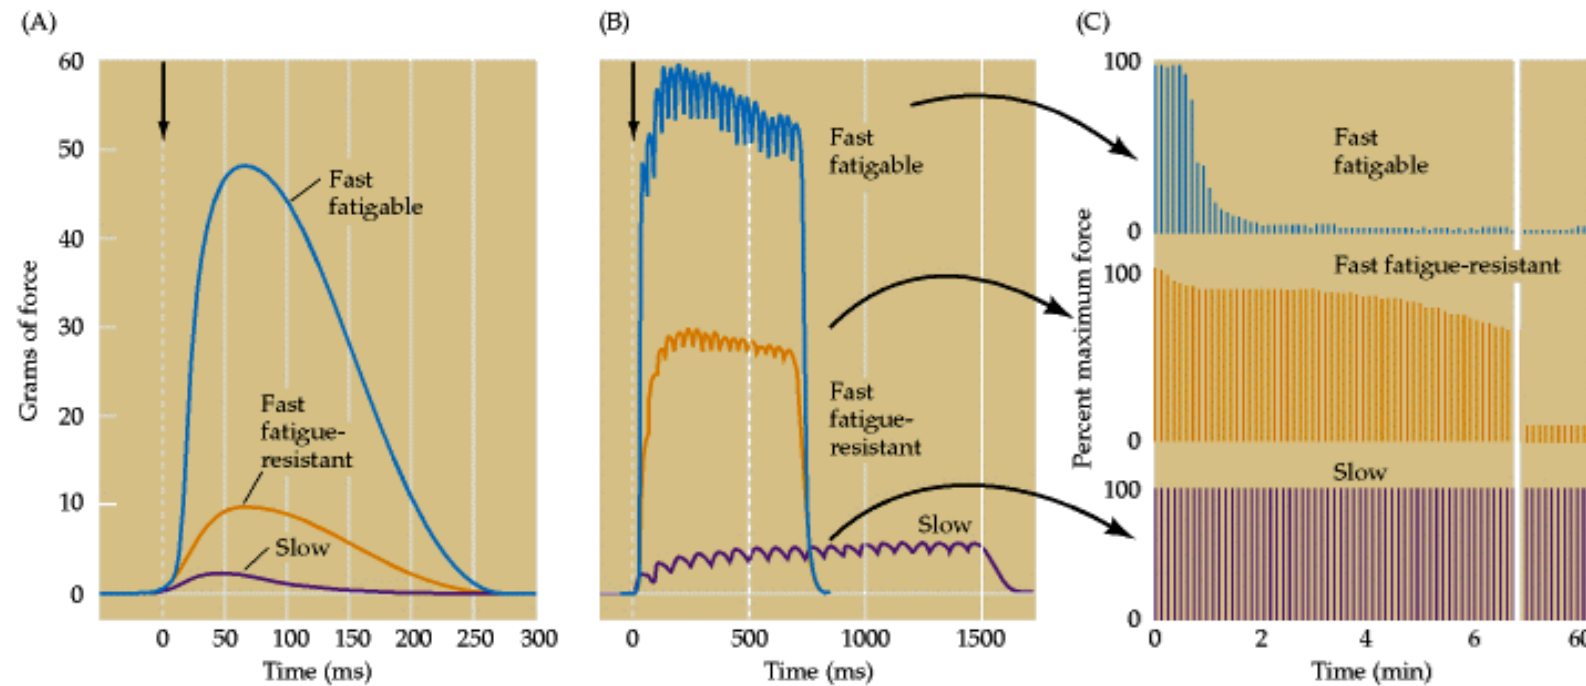 (A)
Grams of force
60
50
40
30
20
10
0
Fast
fatigable
Fast
fatigue-
resistant
Slow
0
50
100
150
200
250
300
Time (ms)
(B)
Fast
fatigable
Fast
fatigue-
resistant
Slow
0
500
1000
1500
Time (ms)
(C)
Percent maximum force
100
0
Fast
fatigable
100
0
Fast fatigue-resistant
100
0
Slow
0
2
4
6
60
Time (min)